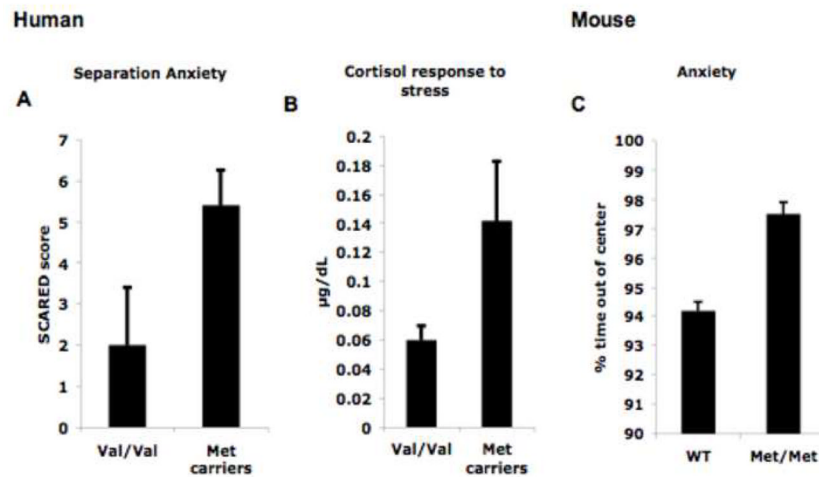 Human
Mouse
Separation Anxiety
Cortisol response to
stress
Anxiety
A
B
C
7
6
5
4
3
2
1
0
SCARED score
Val/Val
Met
carriers
0.2
0.18
0.16
0.14
0.12
0.1
0.08
0.06
0.04
0.02
0
µg/dL
Val/Val
Met
carriers
100
99
98
97
96
95
94
93
92
91
90
% time out of center
WT
Met/Met